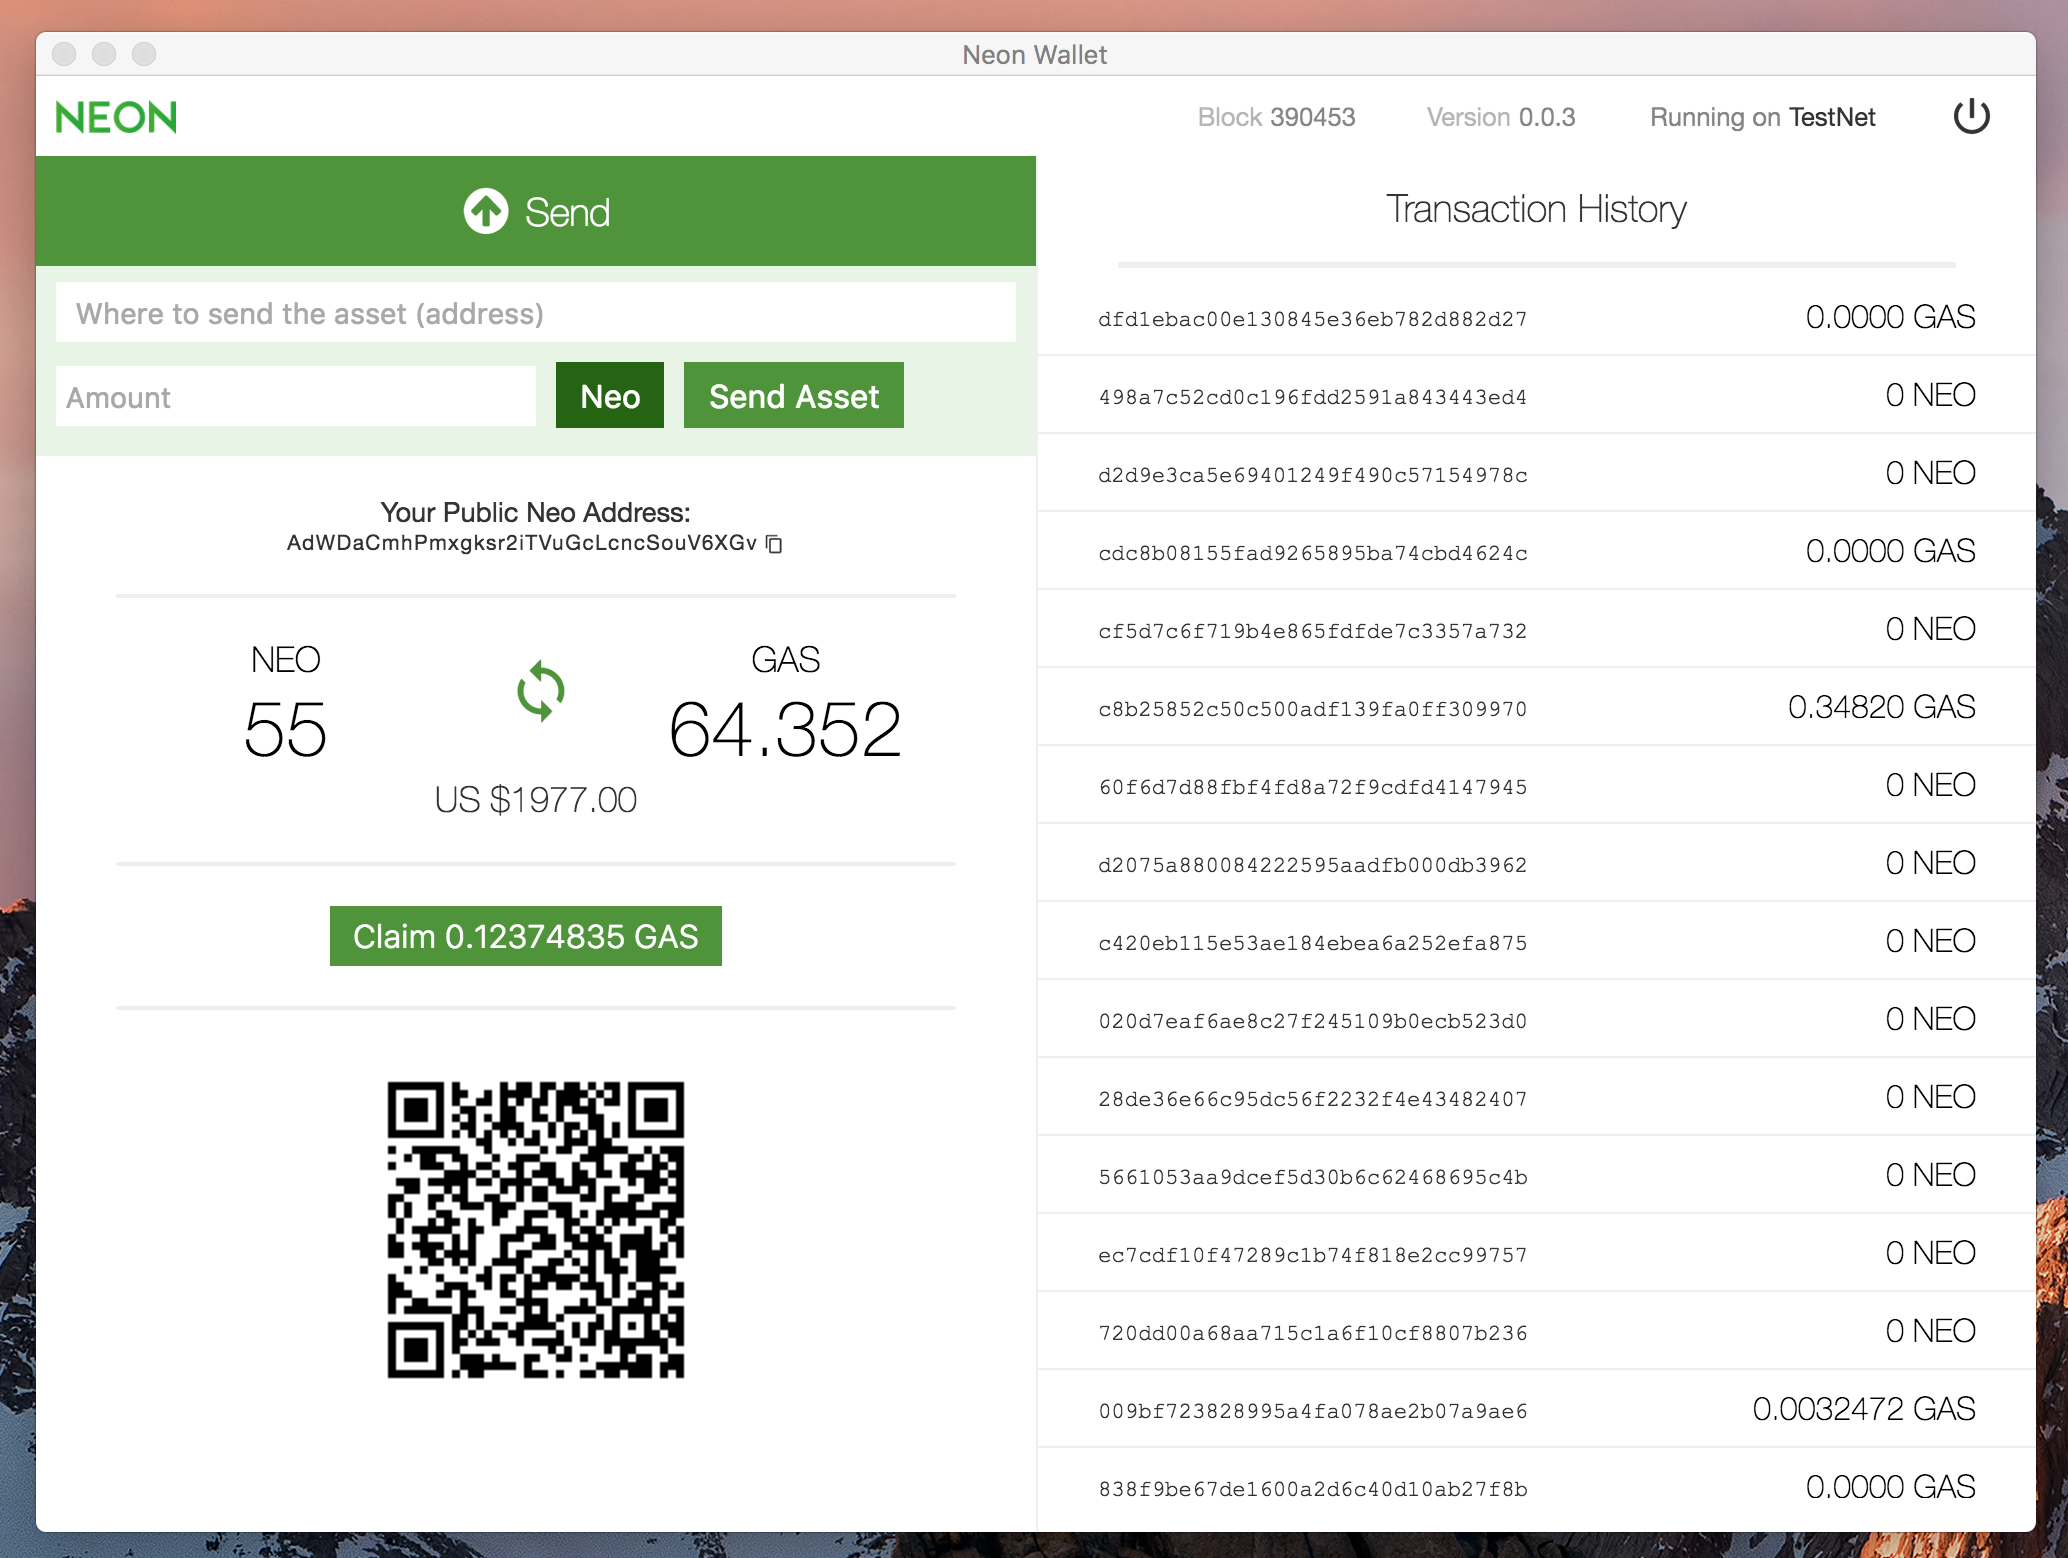 Neon Wallet
NEON
Block 390453 Version 0.0.3 Running on TestNet
Send
Where to send the asset (address)
Amount Neo Send Asset
Your Public Neo Address:
AdWDaCmhPmxgksr2iTVuGcLcncSouV6XGv
NEO GAS
55 64.352
US $1977.00
Claim 0.12374835 GAS
Transaction History
dfd1ebac00e130845e36eb782d882d27 0.0000 GAS
498a7c52cd0c196fdd2591a843443ed4 0 NEO
d2d9e3ca5e69401249f490c57154978c 0 NEO
cdc8b08155fad9265895ba74cbd4624c 0.0000 GAS
cf5d7c6f719b4e865fdfde7c3357a732 0 NEO
c8b25852c50c500adf139fa0ff309970 0.34820 GAS
60f6d7d88fbf4fd8a72f9cdfd4147945 0 NEO
d2075a880084222595aadfb000db3962 0 NEO
c420eb115e53ae184ebea6a252efa875 0 NEO
020d7eaf6ae8c27f245109b0ecb523d0 0 NEO
28de36e66c95dc56f2232f4e43482407 0 NEO
5661053aa9dcef5d30b6c62468695c4b 0 NEO
ec7cdf10f47289c1b74f818e2cc99757 0 NEO
720dd00a68aa715c1a6f10cf8807b236 0 NEO
009bf723828995a4fa078ae2b07a9ae6 0.0032472 GAS
838f9be67de1600a2d6c40d10ab27f8b 0.0000 GAS